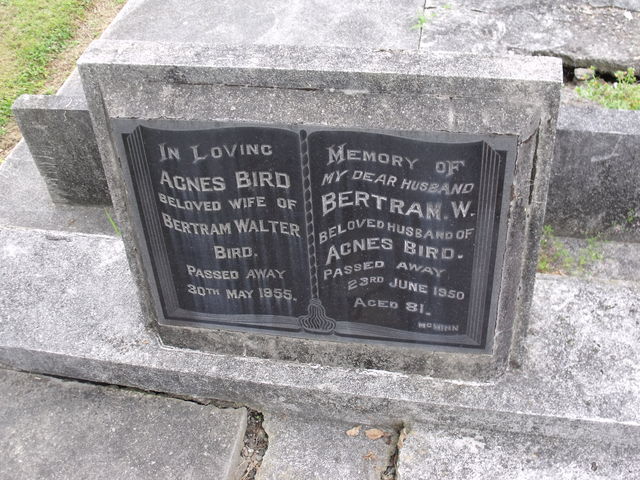 IN LOVING
AGNES BIRD
BELOVED WIFE OF
BERTRAM WALTER
BIRD.
PASSED AWAY
30TH MAY 1955.
MEMORY OF
MY DEAR HUSBAND
BERTRAM. W.
BELOVED HUSBAND OF
AGNES BIRD.
PASSED AWAY
23RD JUNE 1950
AGED 81.
MCMINN